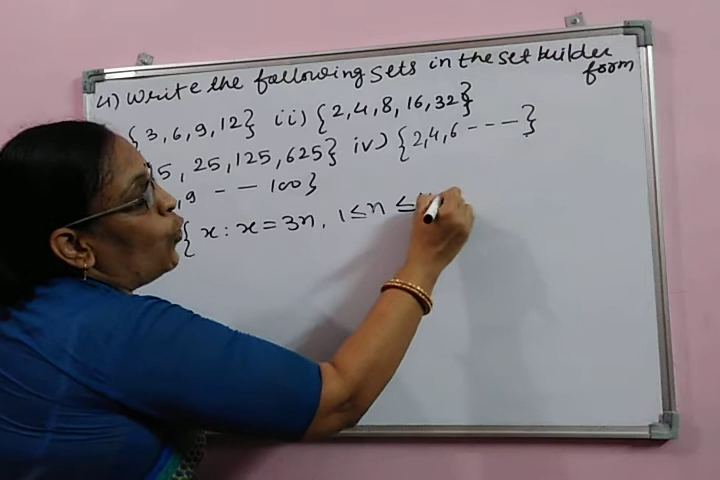 4) Write the following sets in the set builder form
{3,6,9,12} ii) {2,4,8,16,32}
5, 25, 125, 625} iv) {2,4,6 - - - }
,9 - - 100}
{ x : x = 3n, 1 ≤ n ≤